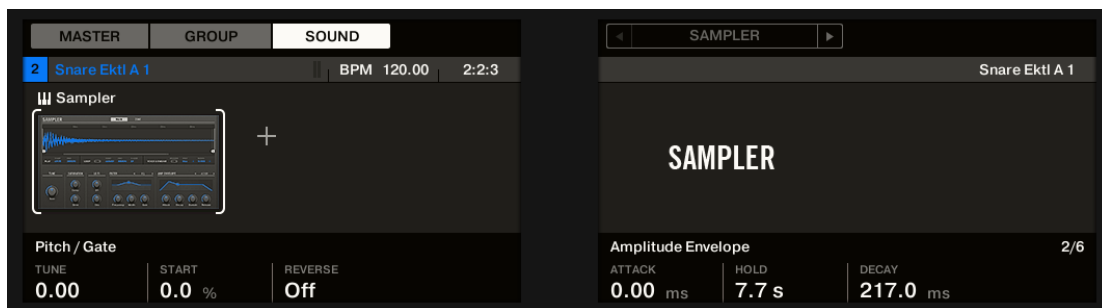 MASTER GROUP SOUND
2 Snare Ektl A 1 BPM 120.00 2:2:3
Sampler
SAMPLER
Pitch / Gate
TUNE START REVERSE
0.00 0.0 % Off
SAMPLER
Snare Ektl A 1
SAMPLER
Amplitude Envelope 2/6
ATTACK HOLD DECAY
0.00 ms 7.7 s 217.0 ms